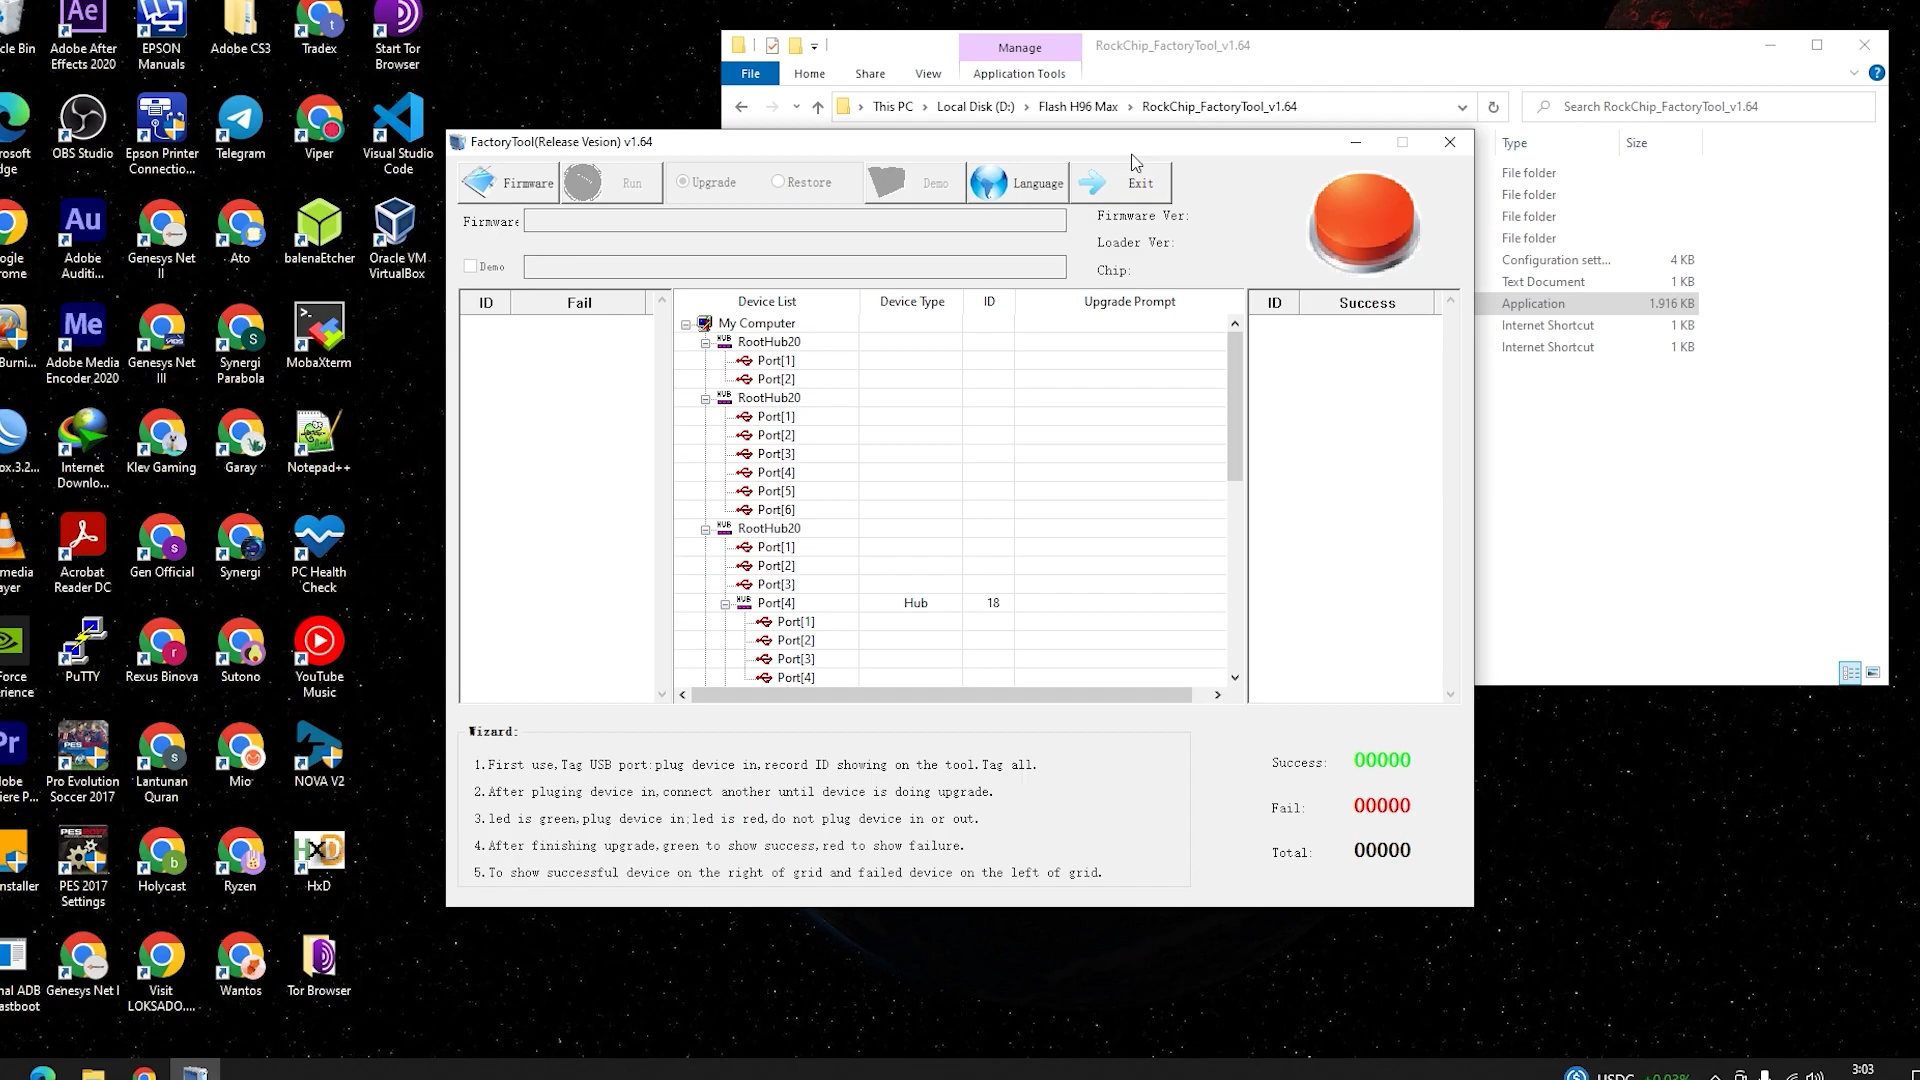 cle Bin
Adobe After
Effects 2020
EPSON
Manuals
Adobe CS3
Tradex
Start Tor
Browser
rosoft
dge
OBS Studio
Epson Printer
Connectio...
Telegram
Viper
Visual Studio
Code
ogle
rome
Adobe
Auditi...
Genesys Net
II
Ato
balenaEtcher
Oracle VM
VirtualBox
Burni...
Adobe Media
Encoder 2020
Genesys Net
III
Synergi
Parabola
MobaXterm
ox.3.2...
Internet
Downlo...
Klev Gaming
Garay
Notepad++
media
ayer
Acrobat
Reader DC
Gen Official
Synergi
PC Health
Check
Force
erience
PuTTY
Rexus Binova
Sutono
YouTube
Music
dobe
iere P...
Pro Evolution
Soccer 2017
Lantunan
Quran
Mio
NOVA V2
nstaller
PES 2017
Settings
Holycast
Ryzen
HxD
nal ADB
astboot
Genesys Net I
Visit
LOKSADO....
Wantos
Tor Browser
Manage
RockChip_FactoryTool_v1.64
File
Home
Share
View
Application Tools
This PC
Local Disk (D:)
Flash H96 Max
RockChip_FactoryTool_v1.64
Search RockChip_FactoryTool_v1.64
Type
Size
File folder
File folder
File folder
File folder
Configuration sett...
4 KB
Text Document
1 KB
Application
1.916 KB
Internet Shortcut
1 KB
Internet Shortcut
1 KB
FactoryTool(Release Vesion) v1.64
Firmware
Run
Upgrade
Restore
Demo
Language
Exit
Firmware
Firmware Ver:
Loader Ver:
Demo
Chip:
ID
Fail
Device List
Device Type
ID
Upgrade Prompt
ID
Success
My Computer
RootHub20
Port[1]
Port[2]
RootHub20
Port[1]
Port[2]
Port[3]
Port[4]
Port[5]
Port[6]
RootHub20
Port[1]
Port[2]
Port[3]
Port[4]
Hub
18
Port[1]
Port[2]
Port[3]
Port[4]
Wizard:
1.First use,Tag USB port:plug device in,record ID showing on the tool.Tag all.
2.After pluging device in,connect another until device is doing upgrade.
3.led is green,plug device in;led is red,do not plug device in or out.
4.After finishing upgrade,green to show success,red to show failure.
5.To show successful device on the right of grid and failed device on the left of grid.
Success:
00000
Fail:
00000
Total:
00000
USDC
+0.03%
3:03